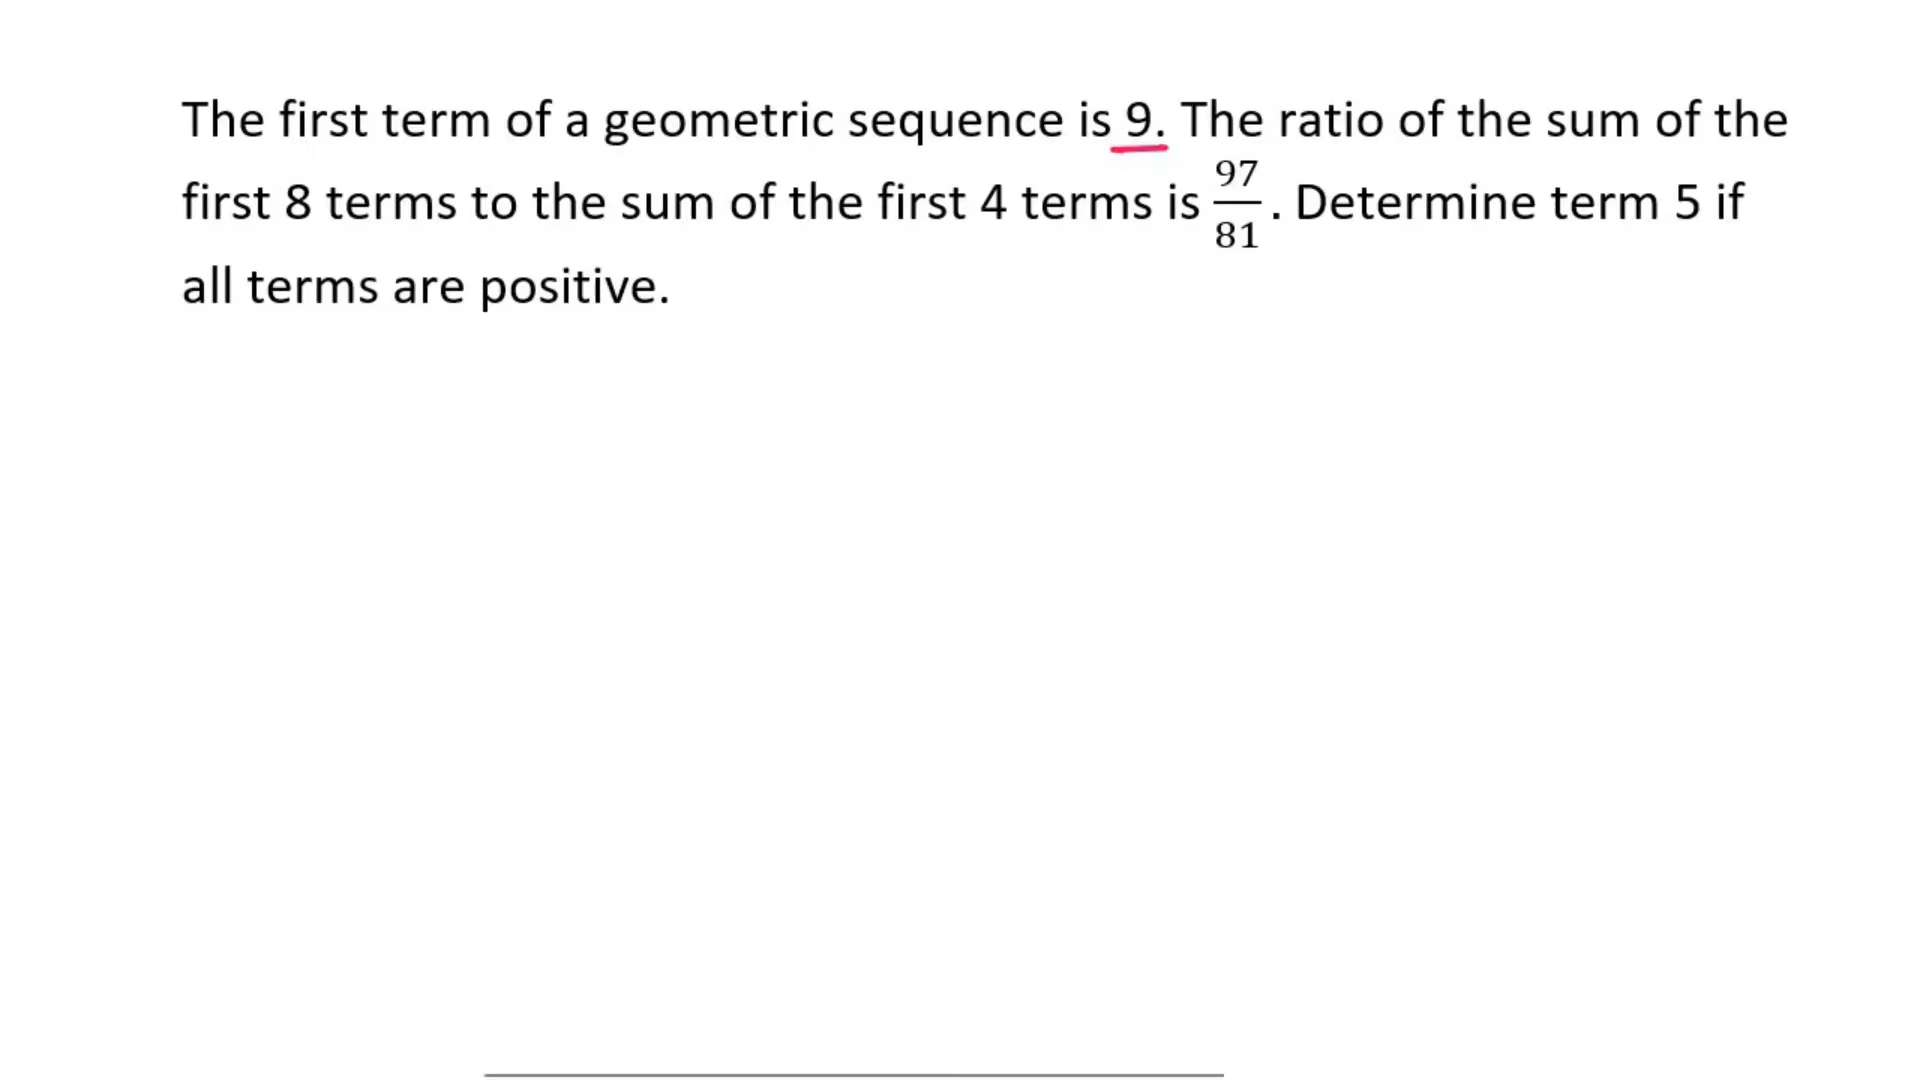 The first term of a geometric sequence is 9. The ratio of the sum of the
first 8 terms to the sum of the first 4 terms is 97/81. Determine term 5 if
all terms are positive.